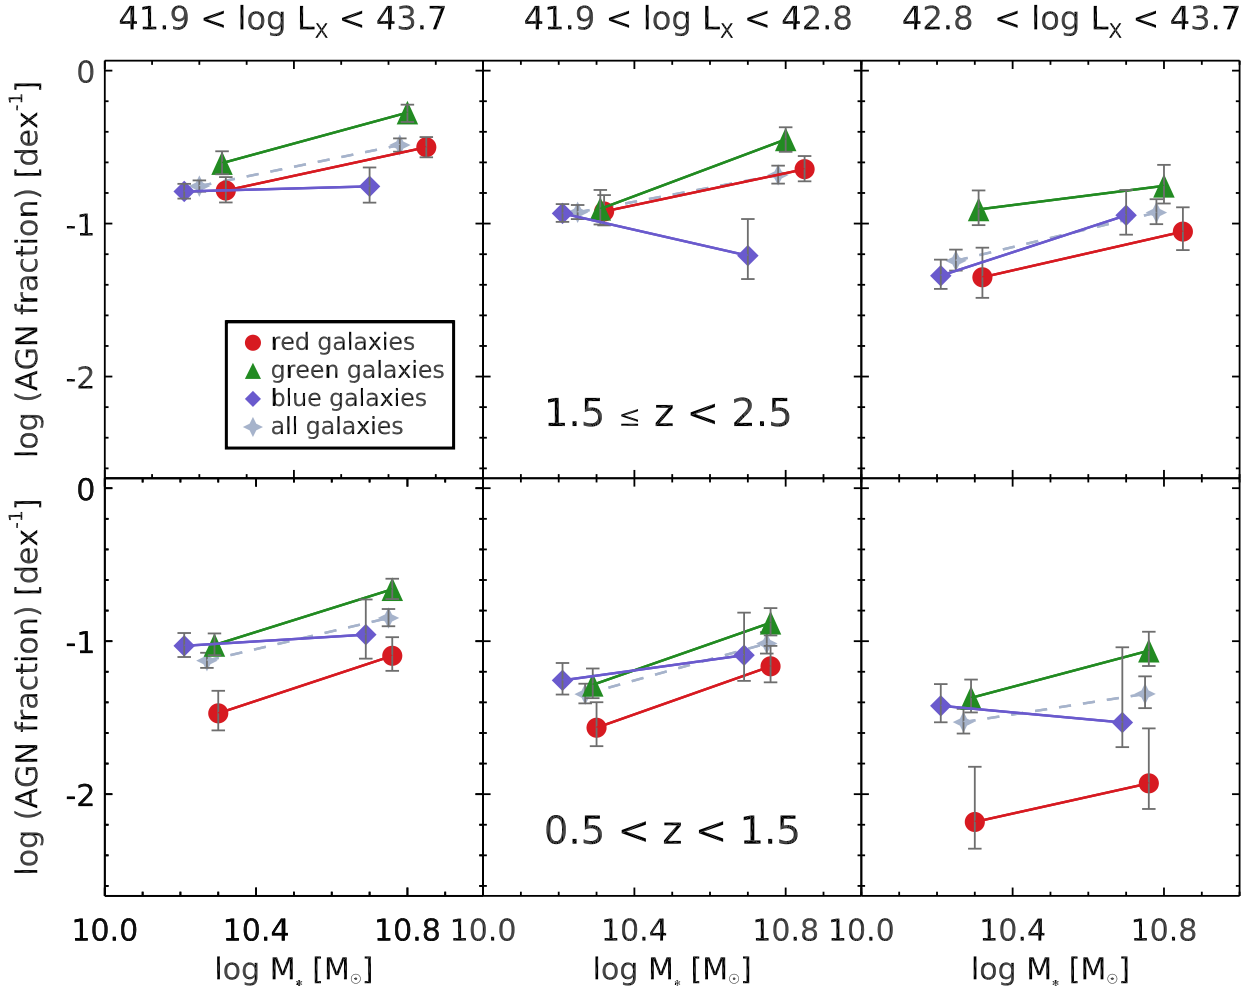 41.9 < log L_X < 43.7
41.9 < log L_X < 42.8
42.8 < log L_X < 43.7
log (AGN fraction) [dex⁻¹]
0
-1
-2
red galaxies
green galaxies
blue galaxies
all galaxies
1.5 ≤ z < 2.5
log (AGN fraction) [dex⁻¹]
0
-1
-2
0.5 < z < 1.5
10.0 10.4 10.8 10.0 10.4 10.8 10.0 10.4 10.8
log M_* [M_⊙]
log M_* [M_⊙]
log M_* [M_⊙]